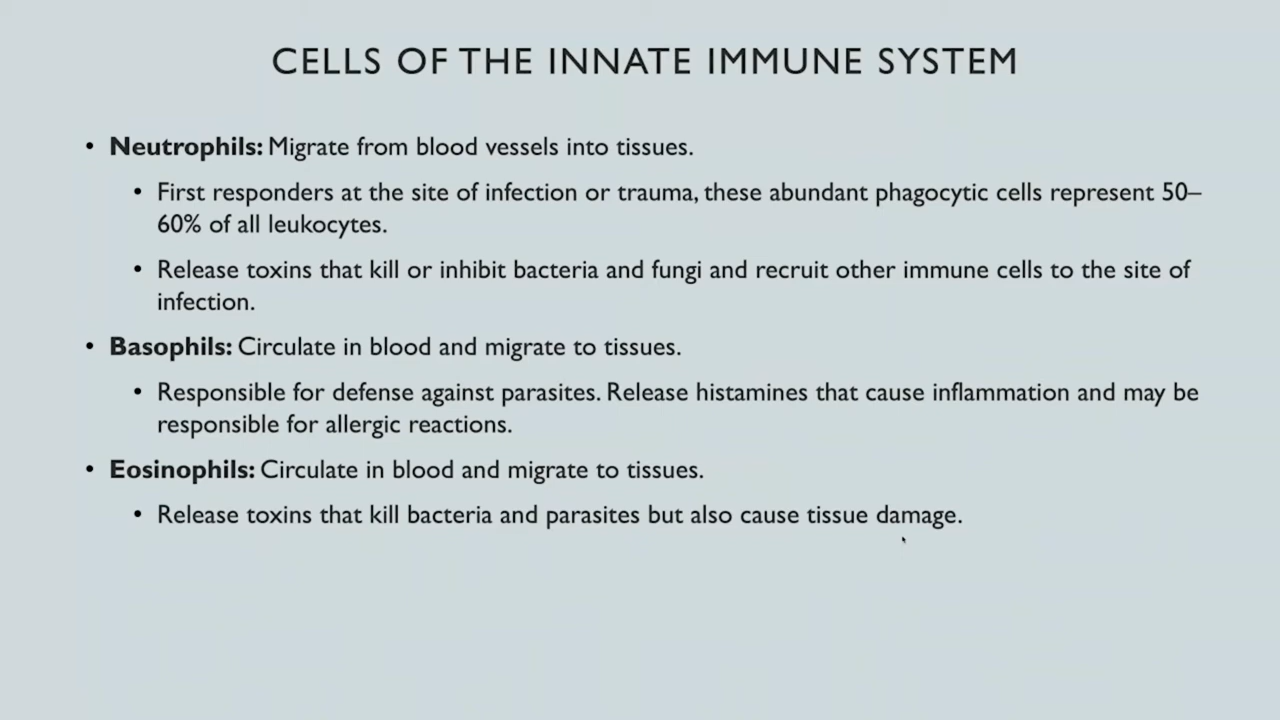 CELLS OF THE INNATE IMMUNE SYSTEM
• Neutrophils: Migrate from blood vessels into tissues.
• First responders at the site of infection or trauma, these abundant phagocytic cells represent 50–
60% of all leukocytes.
• Release toxins that kill or inhibit bacteria and fungi and recruit other immune cells to the site of
infection.
• Basophils: Circulate in blood and migrate to tissues.
• Responsible for defense against parasites. Release histamines that cause inflammation and may be
responsible for allergic reactions.
• Eosinophils: Circulate in blood and migrate to tissues.
• Release toxins that kill bacteria and parasites but also cause tissue damage.